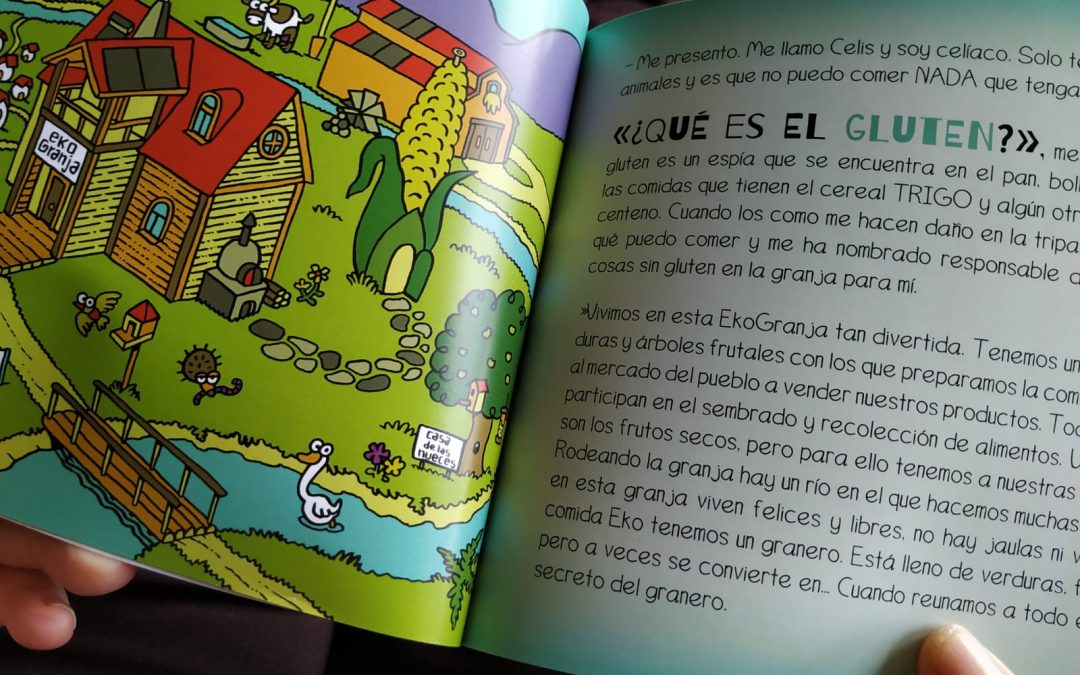 eko
Granja
casa
de las
nueces
– Me presento. Me llamo Celis y soy celíaco. Solo
animales y es que no puedo comer NADA que tenga
«¿QUÉ ES EL GLUTEN?», me
gluten es un espía que se encuentra en el pan,
las comidas que tienen el cereal TRIGO y algún
centeno. Cuando los como me hacen daño en la tripa
qué puedo comer y me ha nombrado responsable
cosas sin gluten en la granja para mí.
»Vivimos en esta EkoGranja tan divertida. Tenemos
duras y árboles frutales con los que preparamos la
al mercado del pueblo a vender nuestros productos.
participan en el sembrado y recolección de alimentos.
son los frutos secos, pero para ello tenemos a nuestras
Rodeando la granja hay un río en el que hacemos muchas
en esta granja viven felices y libres, no hay jaulas ni
comida Eko tenemos un granero. Está lleno de verduras,
pero a veces se convierte en... Cuando reunamos a todo
secreto del granero.